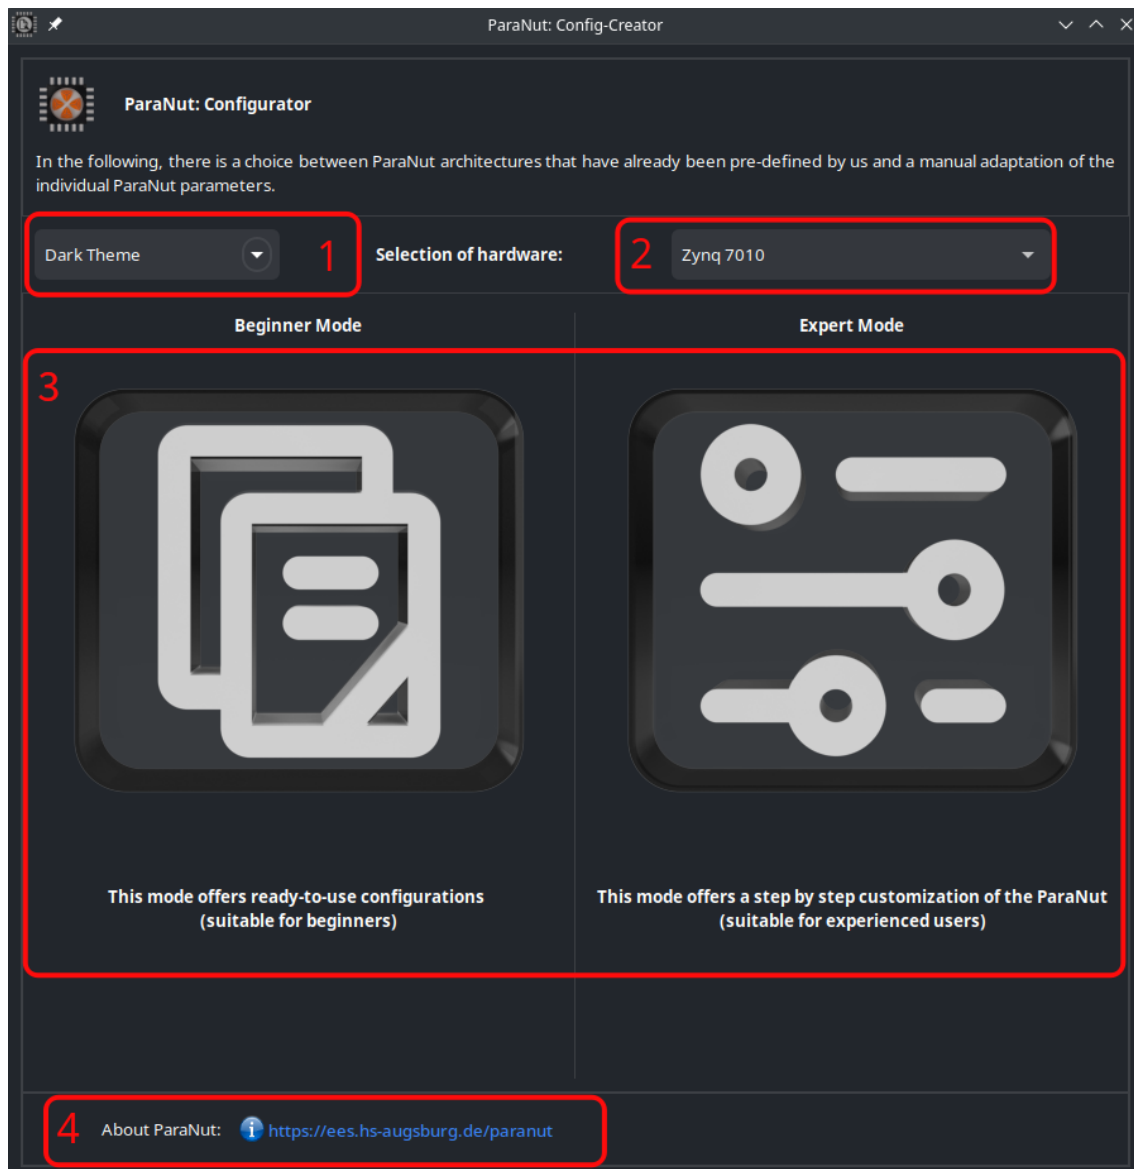 ParaNut: Config-Creator
ParaNut: Configurator
In the following, there is a choice between ParaNut architectures that have already been pre-defined by us and a manual adaptation of the
individual ParaNut parameters.
Dark Theme 1 Selection of hardware: 2 Zynq 7010
Beginner Mode Expert Mode
3
This mode offers ready-to-use configurations
(suitable for beginners)
This mode offers a step by step customization of the ParaNut
(suitable for experienced users)
4 About ParaNut: https://ees.hs-augsburg.de/paranut